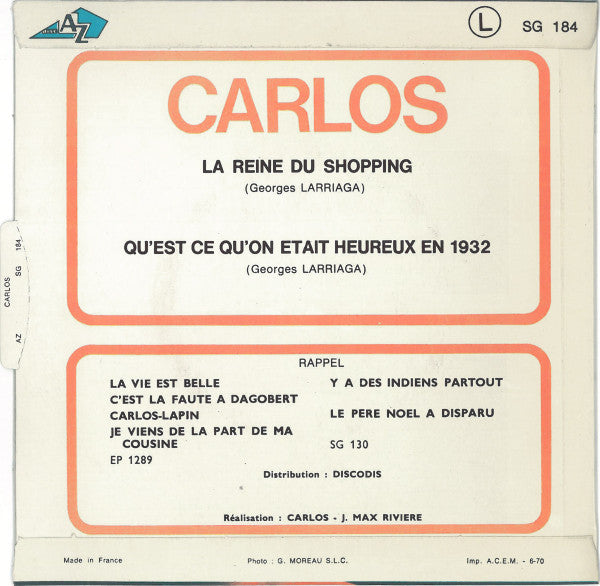 DISC AZ
L
SG 184
CARLOS
LA REINE DU SHOPPING
(Georges LARRIAGA)
QU'EST CE QU'ON ETAIT HEUREUX EN 1932
(Georges LARRIAGA)
CARLOS
AZ SG 184
RAPPEL
LA VIE EST BELLE
C'EST LA FAUTE A DAGOBERT
CARLOS-LAPIN
JE VIENS DE LA PART DE MA
COUSINE
EP 1289
Y A DES INDIENS PARTOUT
LE PERE NOEL A DISPARU
SG 130
Distribution : DISCODIS
Réalisation : CARLOS - J. MAX RIVIERE
Made in France
Photo : G. MOREAU S.L.C.
Imp. A.C.E.M. - 6-70